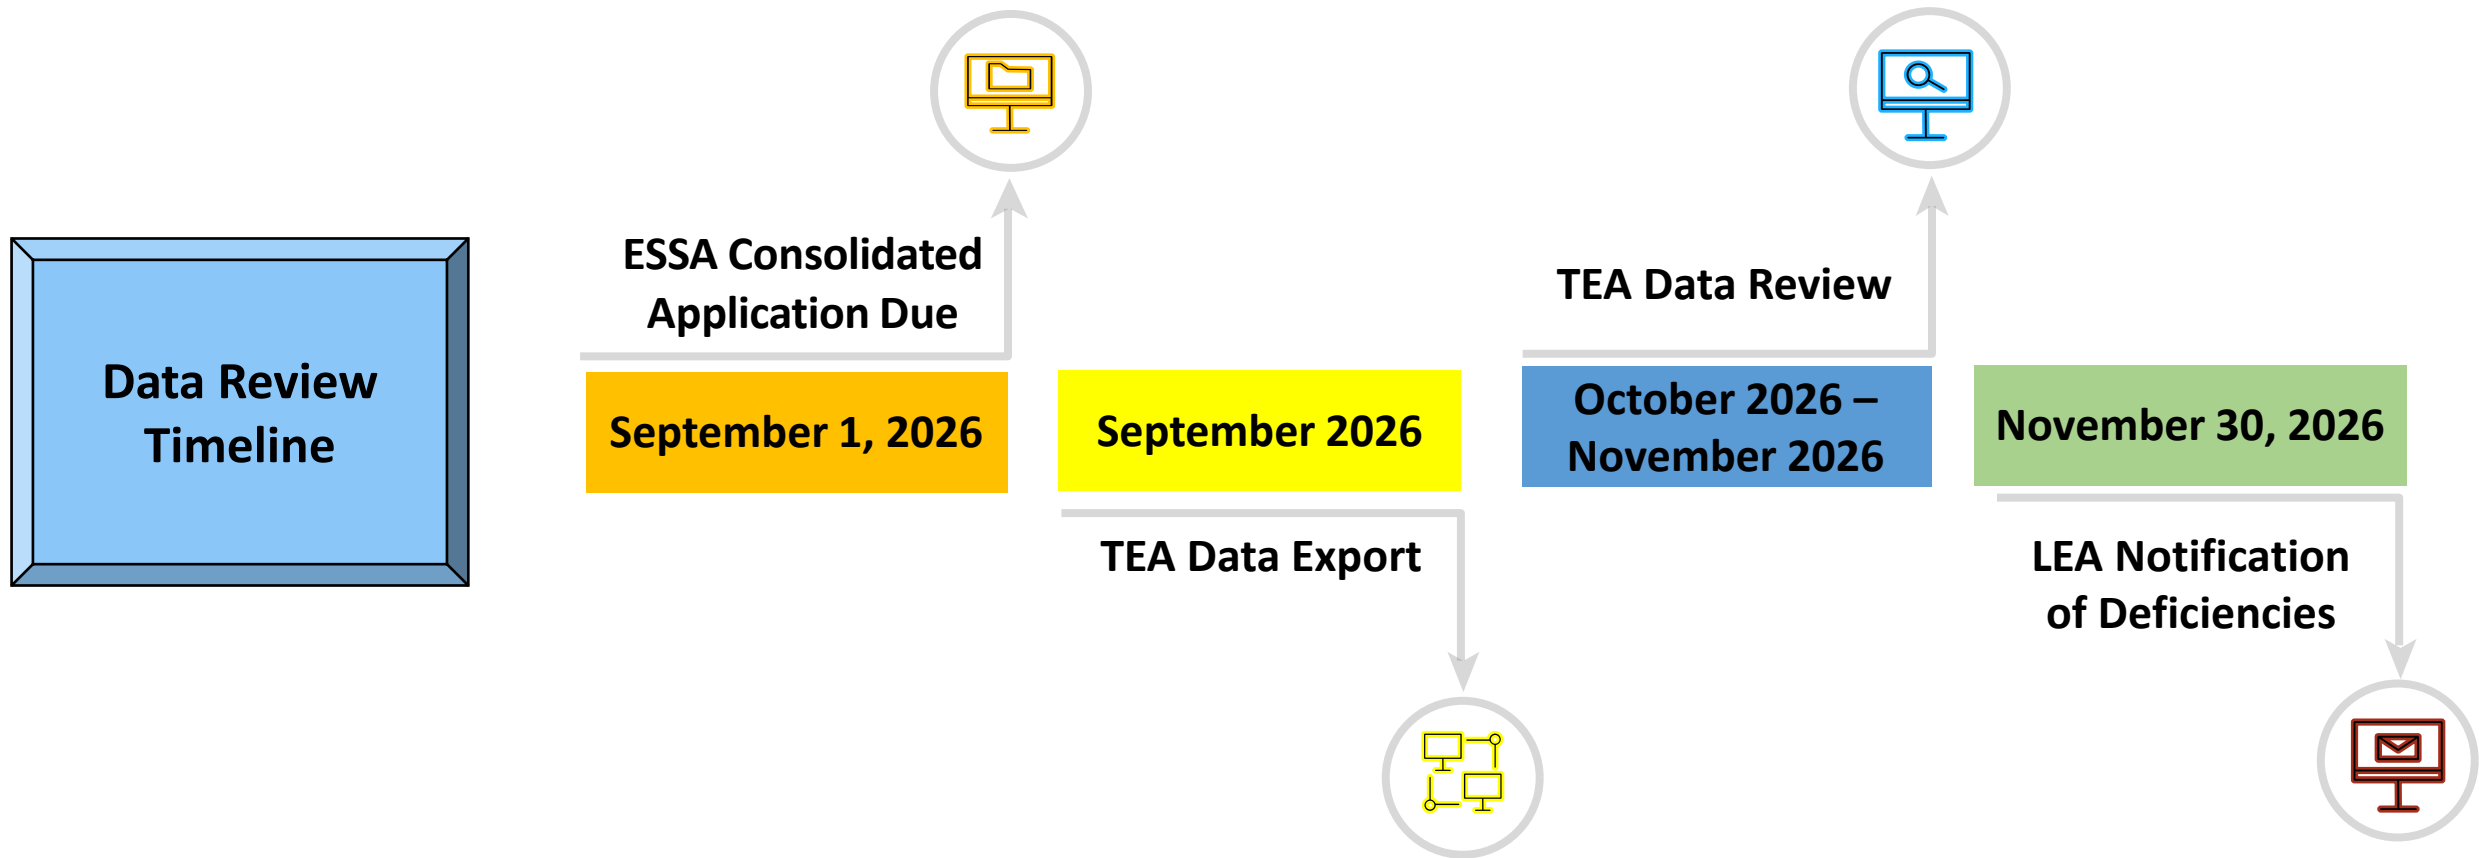 Data Review
Timeline
ESSA Consolidated
Application Due
September 1, 2026
September 2026
TEA Data Export
TEA Data Review
October 2026 –
November 2026
November 30, 2026
LEA Notification
of Deficiencies